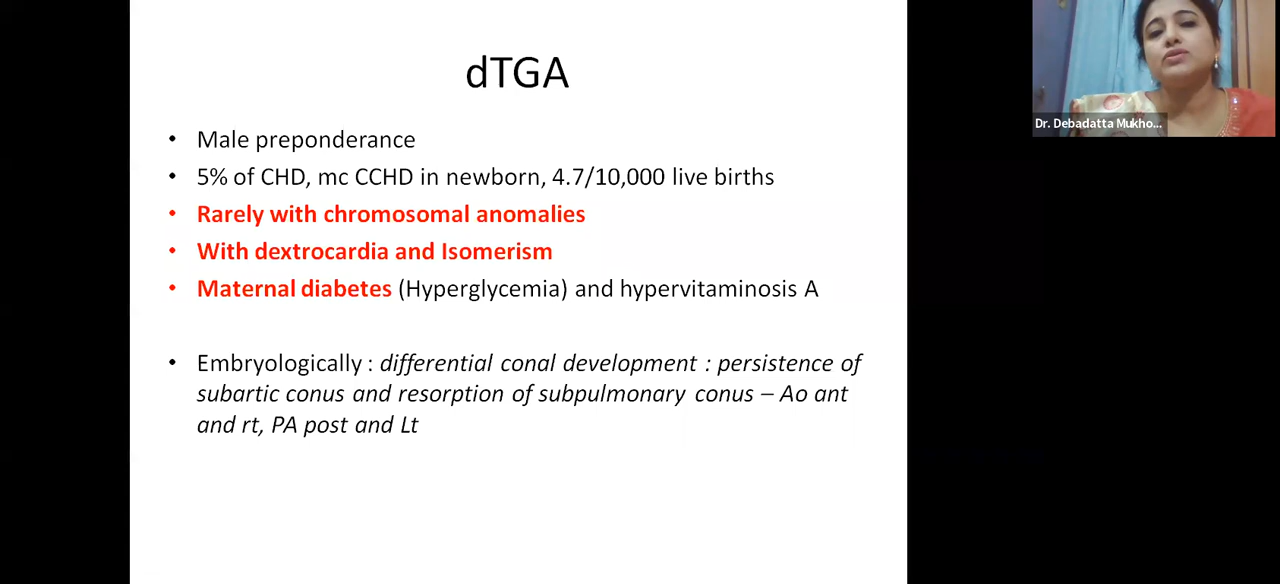 dTGA
• Male preponderance
• 5% of CHD, mc CCHD in newborn, 4.7/10,000 live births
• Rarely with chromosomal anomalies
• With dextrocardia and Isomerism
• Maternal diabetes (Hyperglycemia) and hypervitaminosis A
• Embryologically : differential conal development : persistence of
subartic conus and resorption of subpulmonary conus – Ao ant
and rt, PA post and Lt
Dr. Debadatta Mukho...